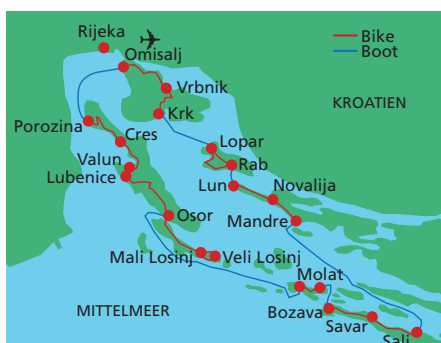 Rijeka
Omisalj
Bike
Boot
Vrbnik
KROATIEN
Krk
Porozina
Cres
Lopar
Valun
Rab
Lubenice
Lun
Novalija
Osor
Mandre
Mali Losinj
Veli Losinj
Molat
MITTELMEER
Bozava
Savar
Sali